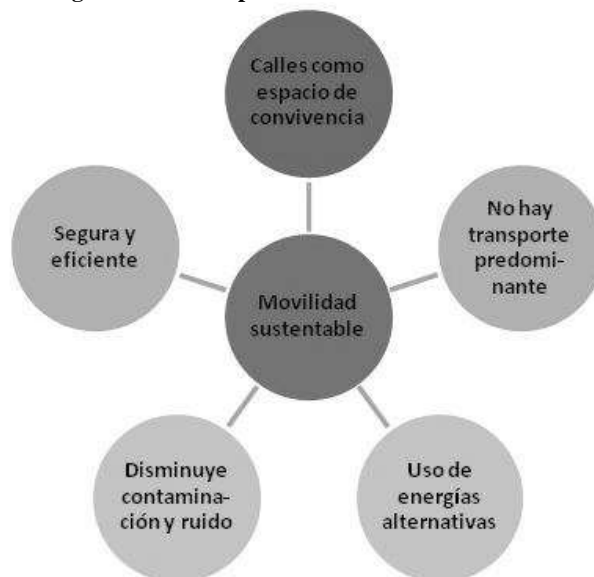 Calles como
espacio de
convivencia
Segura y
eficiente
No hay
transporte
predomi-
nante
Movilidad
sustentable
Disminuye
contamina-
ción y ruido
Uso de
energías
alternativas